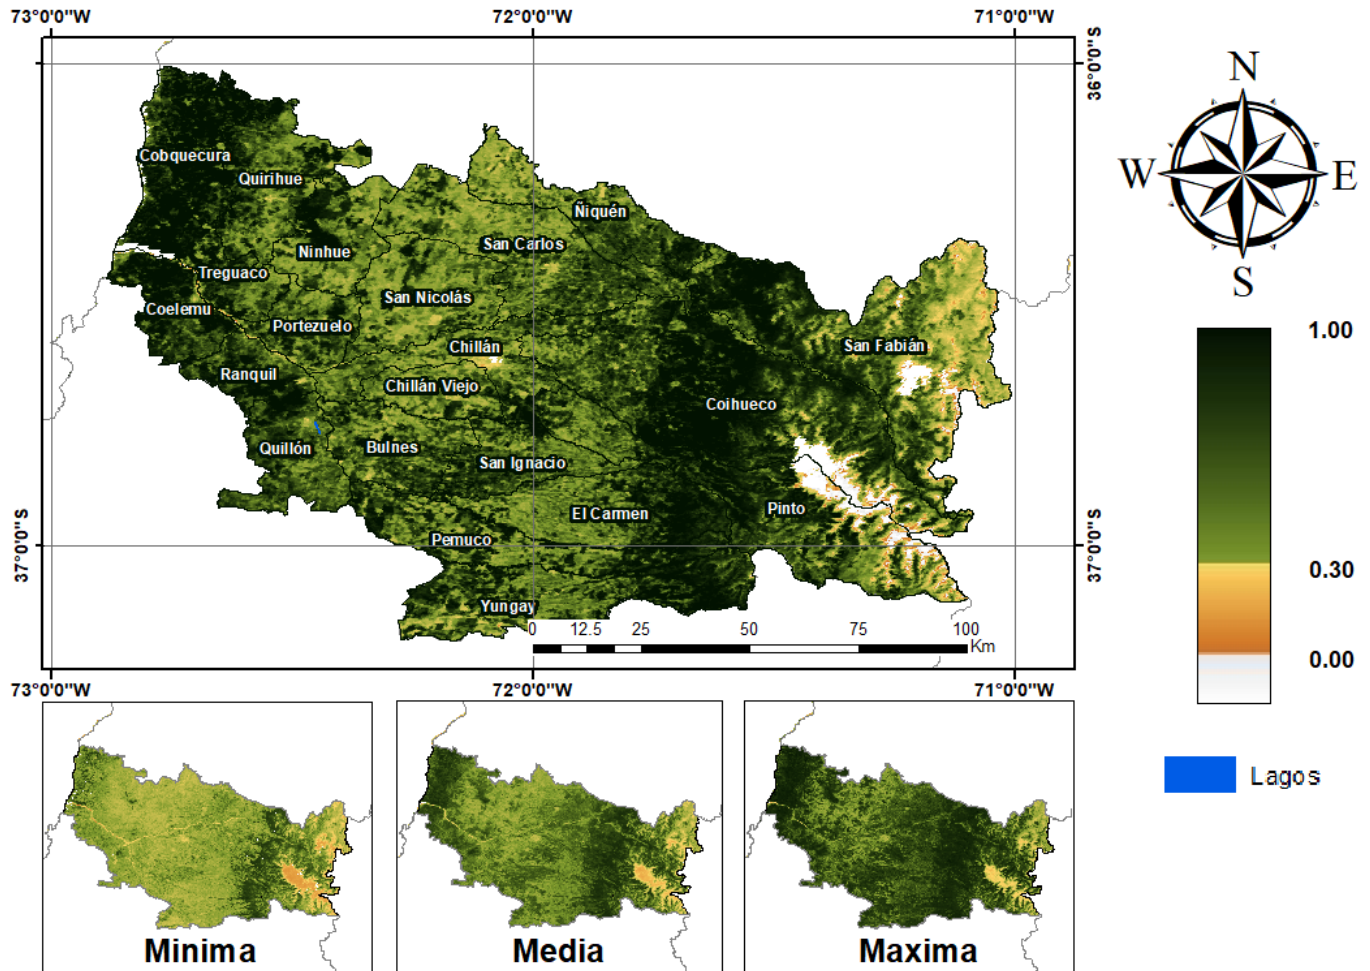 73°0'0"W 72°0'0"W 71°0'0"W
N
36°0'0"S
Cobquecura
W E
Quirihue
Ñiquén
San Carlos
Ninhue
Treguaco
S
San Nicolás
Coelemu
Portezuelo
1.00
Chillán
San Fabián
Ranquil
Chillán Viejo
Coihueco
Quillón
Bulnes
San Ignacio
Pinto
El Carmen
37°0'0"S
Pemuco
37°0'0"S
0.30
Yungay
0 12.5 25 50 75 100
Km
0.00
73°0'0"W 72°0'0"W 71°0'0"W
Lagos
Minima Media Maxima